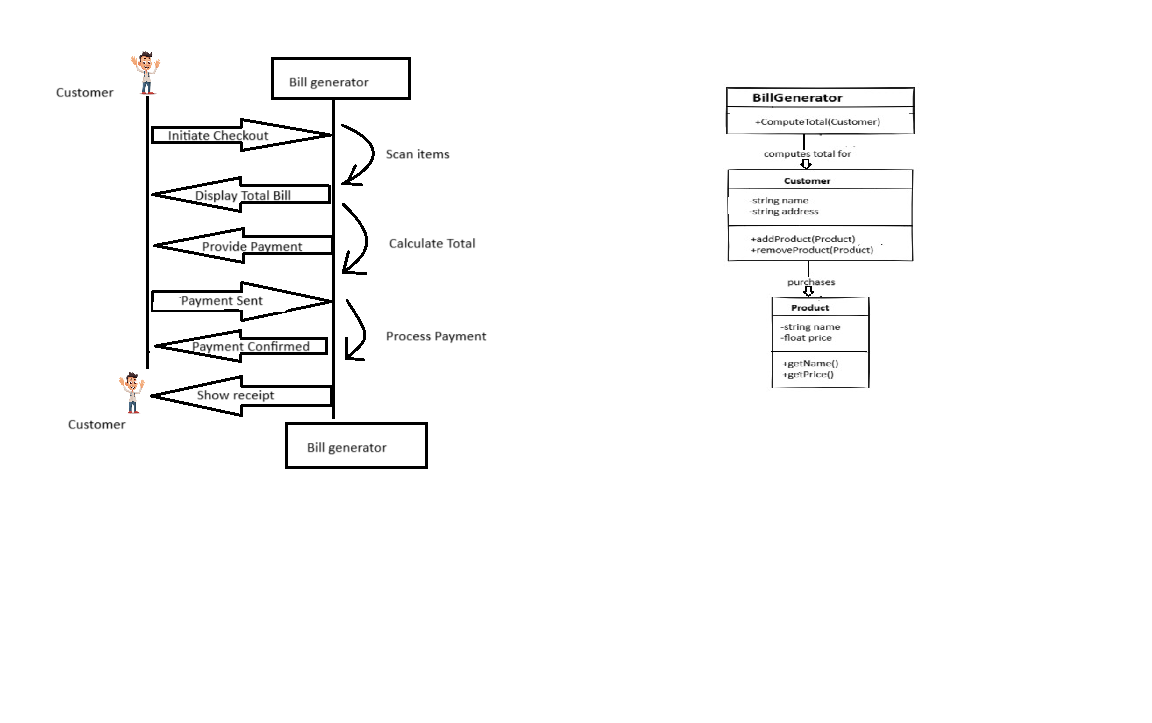 Customer
Bill generator
Initiate Checkout
Scan items
Display Total Bill
Provide Payment
Calculate Total
Payment Sent
Process Payment
Payment Confirmed
Show receipt
Customer
Bill generator
BillGenerator
+ComputeTotal(Customer)
computes total for
Customer
-string name
-string address
+addProduct(Product)
+removeProduct(Product)
purchases
Product
-string name
-float price
+getName()
+getPrice()